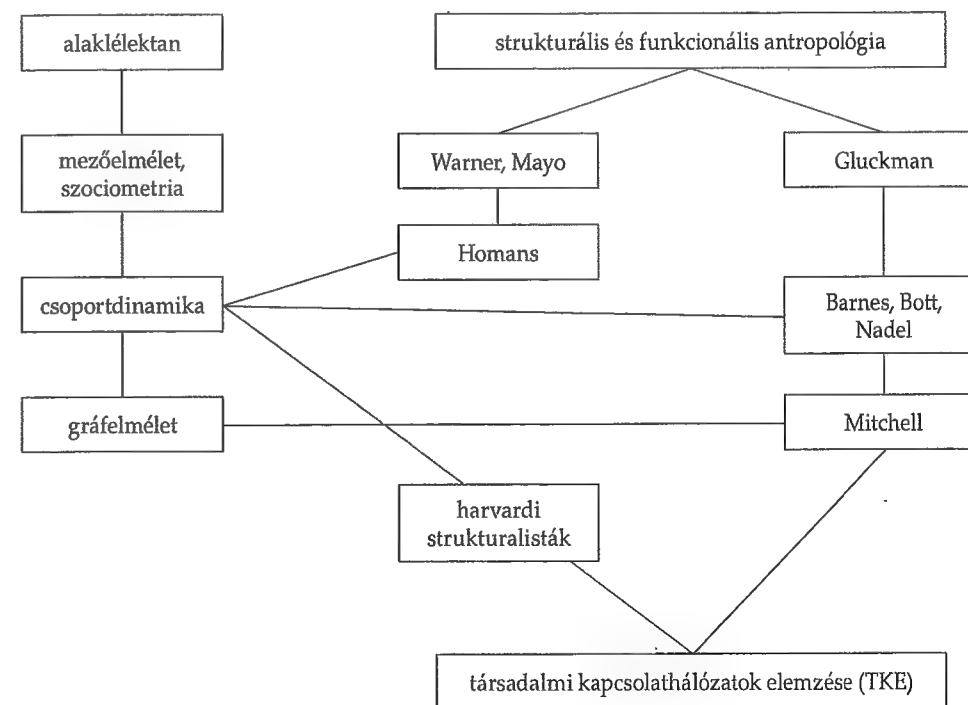 alaklélektan
strukturális és funkcionális antropológia
mezőelmélet,
szociometria
Warner, Mayo
Gluckman
Homans
csoportdinamika
Barnes, Bott,
Nadel
gráfelmélet
Mitchell
harvardi
strukturalisták
társadalmi kapcsolathálózatok elemzése (TKE)